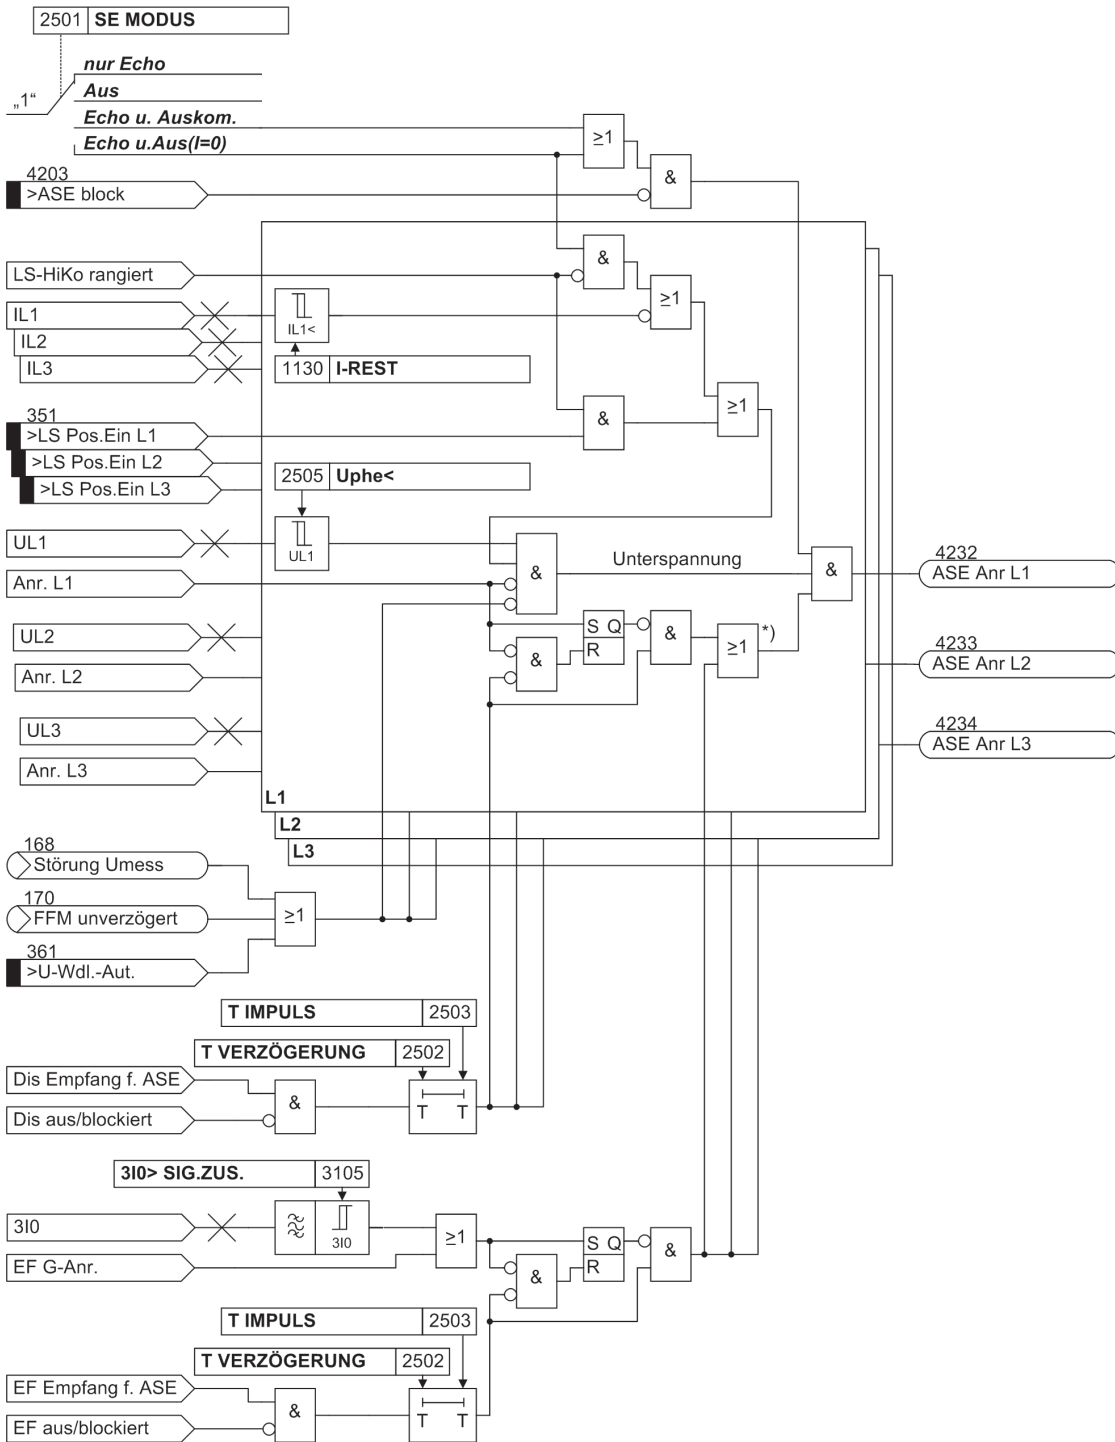 2501 SE MODUS
nur Echo
„1“
Aus
Echo u. Auskom.
Echo u.Aus(I=0)
≥1
&
4203
>ASE block
LS-HiKo rangiert
&
≥1
IL1
IL1<
IL2
IL3
1130 I-REST
≥1
&
351
>LS Pos.Ein L1
>LS Pos.Ein L2
>LS Pos.Ein L3
2505 Uphe<
UL1
UL1
&
Unterspannung
&
4232
ASE Anr L1
Anr. L1
S Q
R
&
≥1
*)
&
UL2
Anr. L2
4233
ASE Anr L2
UL3
Anr. L3
4234
ASE Anr L3
L1
L2
L3
168
Störung Umess
170
FFM unverzögert
≥1
361
>U-Wdl.-Aut.
T IMPULS 2503
T VERZÖGERUNG 2502
Dis Empfang f. ASE
&
T T
Dis aus/blockiert
3I0> SIG.ZUS. 3105
3I0
3I0
≥1
EF G-Anr.
S Q
R
&
&
T IMPULS 2503
T VERZÖGERUNG 2502
EF Empfang f. ASE
&
T T
EF aus/blockiert